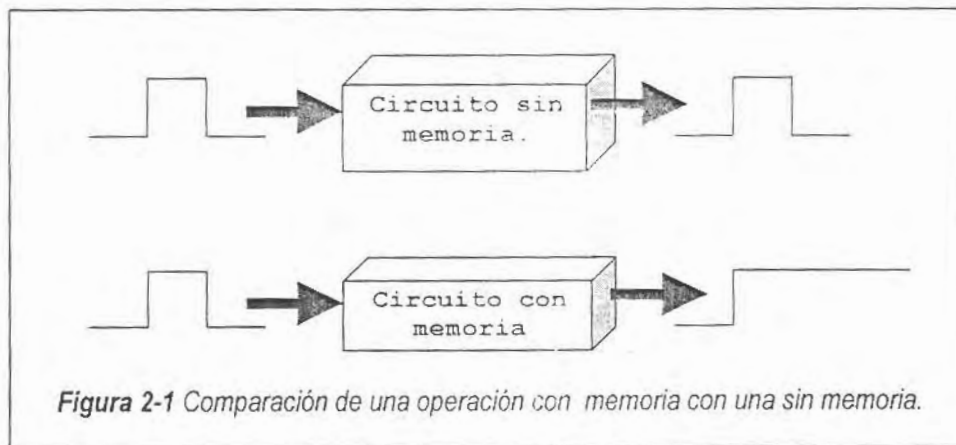 Circuito sin
memoria.
Circuito con
memoria
Figura 2-1 Comparación de una operación con memoria con una sin memoria.